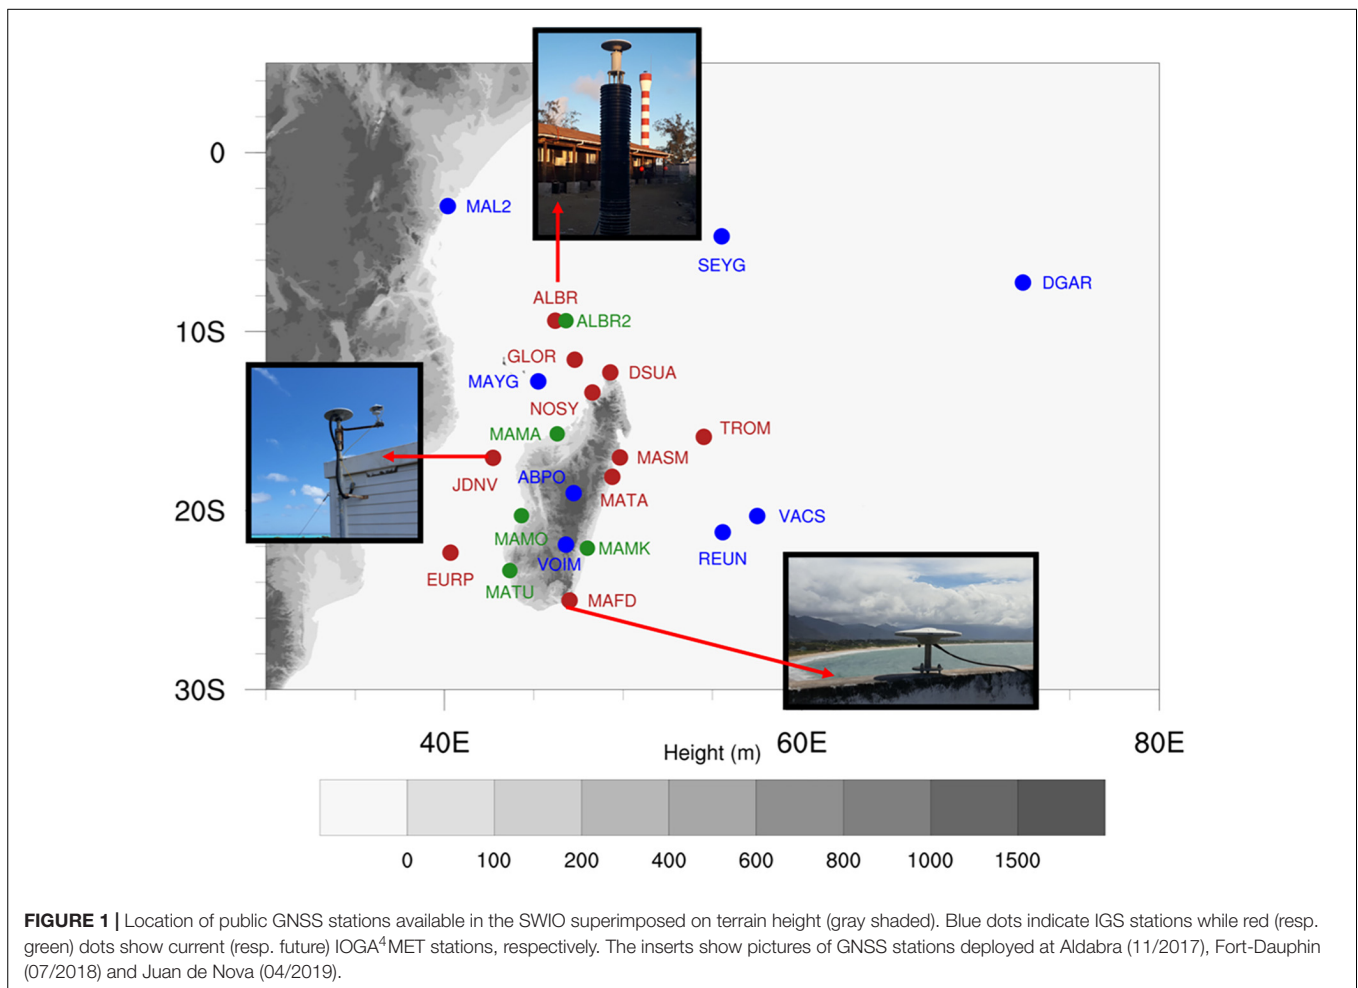 0
10S
20S
30S
MAL2
SEYG
DGAR
ALBR
ALBR2
GLOR
DSUA
MAYG
NOSY
MAMA
TROM
MASM
JDNV
ABPO
MATA
MAMO
VACS
MAMK
REUN
VOIM
EURP
MATU
MAFD
40E
60E
80E
Height (m)
0 100 200 400 600 800 1000 1500
FIGURE 1 | Location of public GNSS stations available in the SWIO superimposed on terrain height (gray shaded). Blue dots indicate IGS stations while red (resp.
green) dots show current (resp. future) IOGA⁴MET stations, respectively. The inserts show pictures of GNSS stations deployed at Aldabra (11/2017), Fort-Dauphin
(07/2018) and Juan de Nova (04/2019).